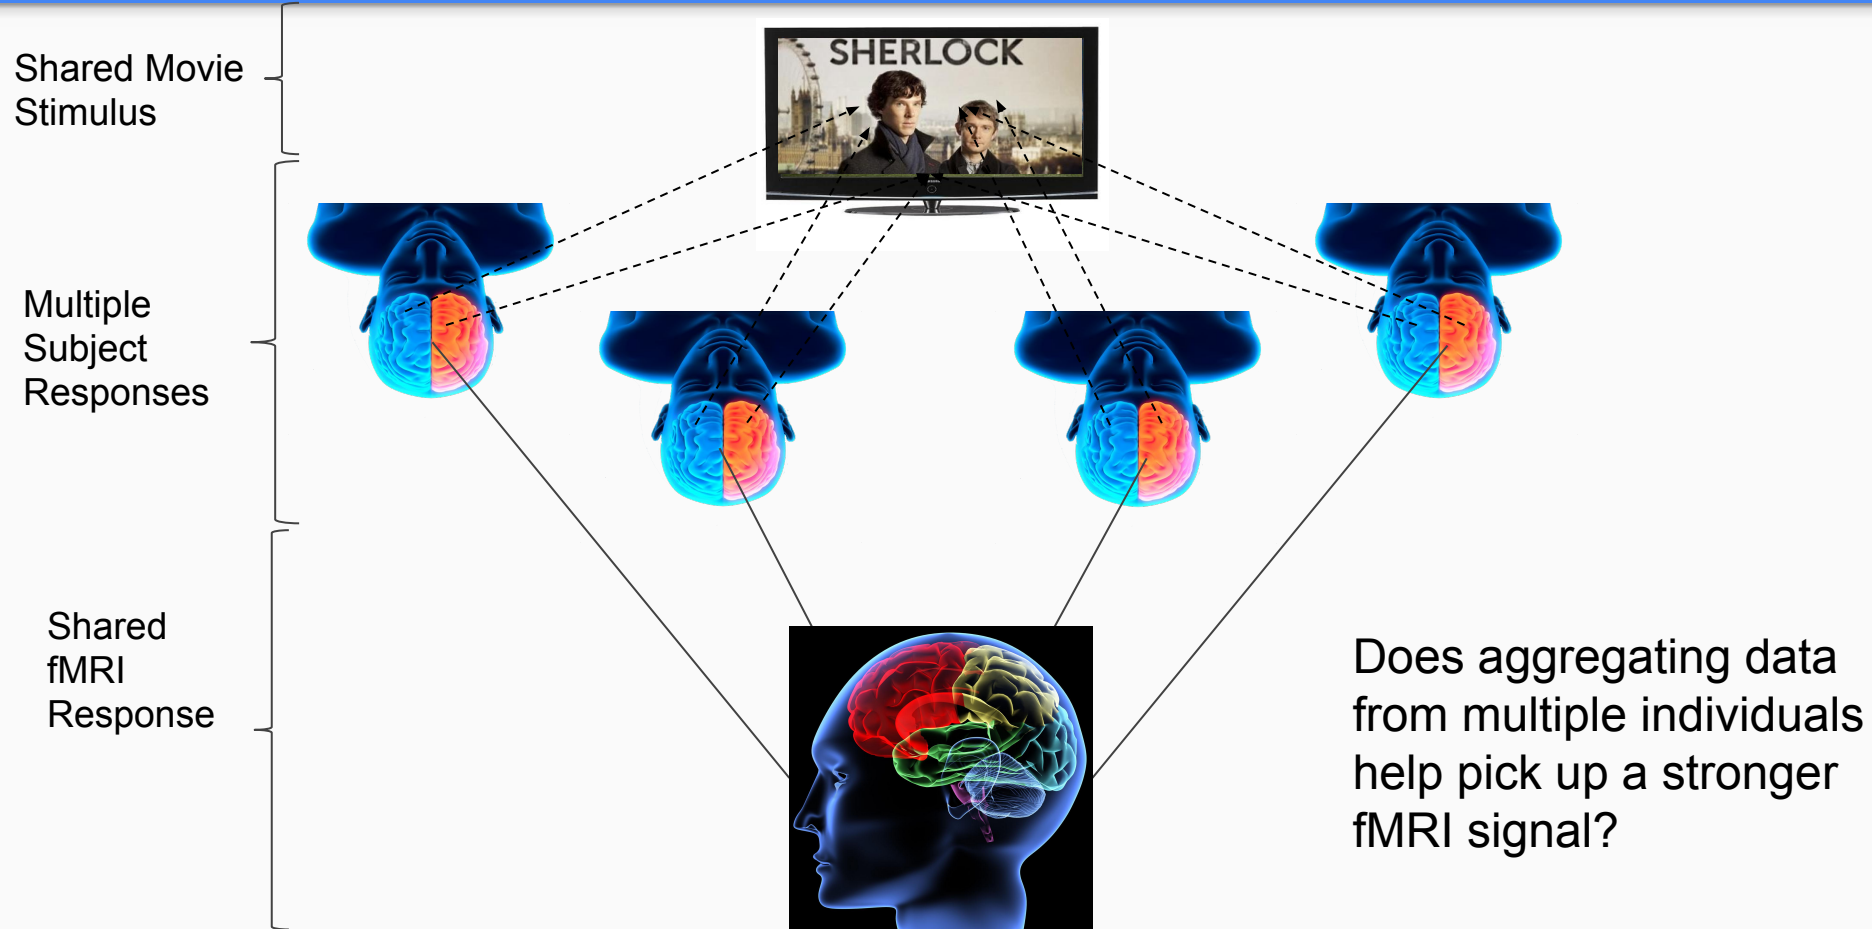 Shared Movie
Stimulus
SHERLOCK
Multiple
Subject
Responses
Shared
fMRI
Response
Does aggregating data
from multiple individuals
help pick up a stronger
fMRI signal?